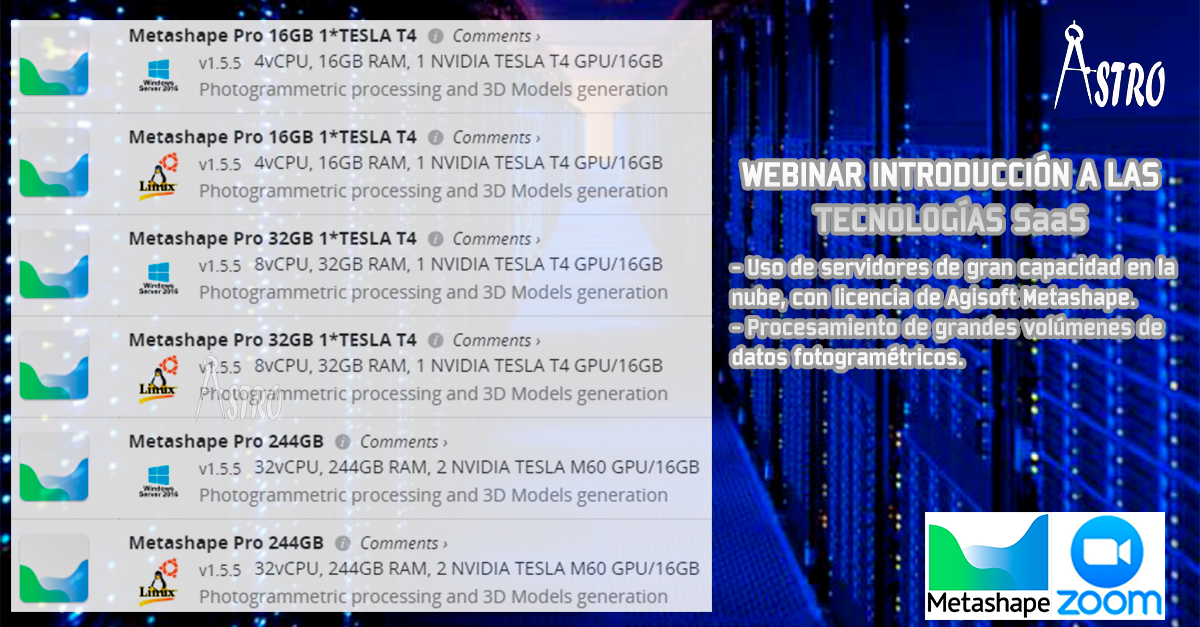 Metashape Pro 16GB 1*TESLA T4 i Comments ›
Windows Server 2016
v1.5.5 4vCPU, 16GB RAM, 1 NVIDIA TESLA T4 GPU/16GB
Photogrammetric processing and 3D Models generation
Metashape Pro 16GB 1*TESLA T4 i Comments ›
Linux
v1.5.5 4vCPU, 16GB RAM, 1 NVIDIA TESLA T4 GPU/16GB
Photogrammetric processing and 3D Models generation
Metashape Pro 32GB 1*TESLA T4 i Comments ›
Windows Server 2016
v1.5.5 8vCPU, 32GB RAM, 1 NVIDIA TESLA T4 GPU/16GB
Photogrammetric processing and 3D Models generation
Metashape Pro 32GB 1*TESLA T4 i Comments ›
Linux
v1.5.5 8vCPU, 32GB RAM, 1 NVIDIA TESLA T4 GPU/16GB
Photogrammetric processing and 3D Models generation
ASTRO
Metashape Pro 244GB i Comments ›
Windows Server 2016
v1.5.5 32vCPU, 244GB RAM, 2 NVIDIA TESLA M60 GPU/16GB
Photogrammetric processing and 3D Models generation
Metashape Pro 244GB i Comments ›
Linux
v1.5.5 32vCPU, 244GB RAM, 2 NVIDIA TESLA M60 GPU/16GB
Photogrammetric processing and 3D Models generation
ASTRO
WEBINAR INTRODUCCIÓN A LAS
TECNOLOGÍAS SaaS
- Uso de servidores de gran capacidad en la
nube, con licencia de Agisoft Metashape.
- Procesamiento de grandes volúmenes de
datos fotogramétricos.
Metashape
zoom